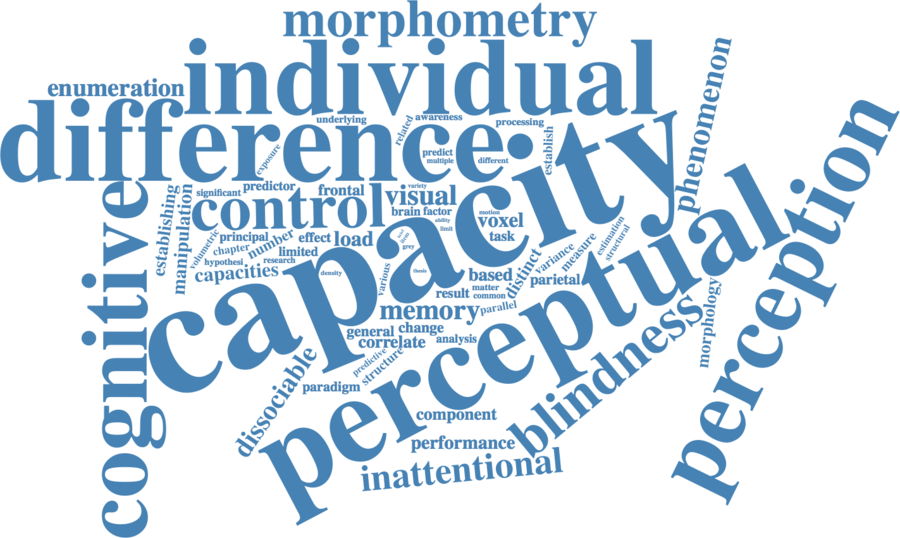 morphometry
individual
enumeration
difference
underlying
related
awareness
processing
establish
phenomenon
exposure
predict
multiple
different
capacity
perception
cognitive
establishing
manipulation
significant
predictor
frontal
variety
visual
control
brain
factor
ability
limit
motion
voxel
task
volumetric
principal
number
effect
load
item
grey
chapter
limited
hypothesi
research
capacities
density
various
thesis
based
distinct
variance
measure
estimation
structural
parietal
matter
result
common
parallel
memory
general
change
correlate
analysis
morphology
perceptual
predictive
structure
paradigm
dissociable
component
blindness
performance
inattentional